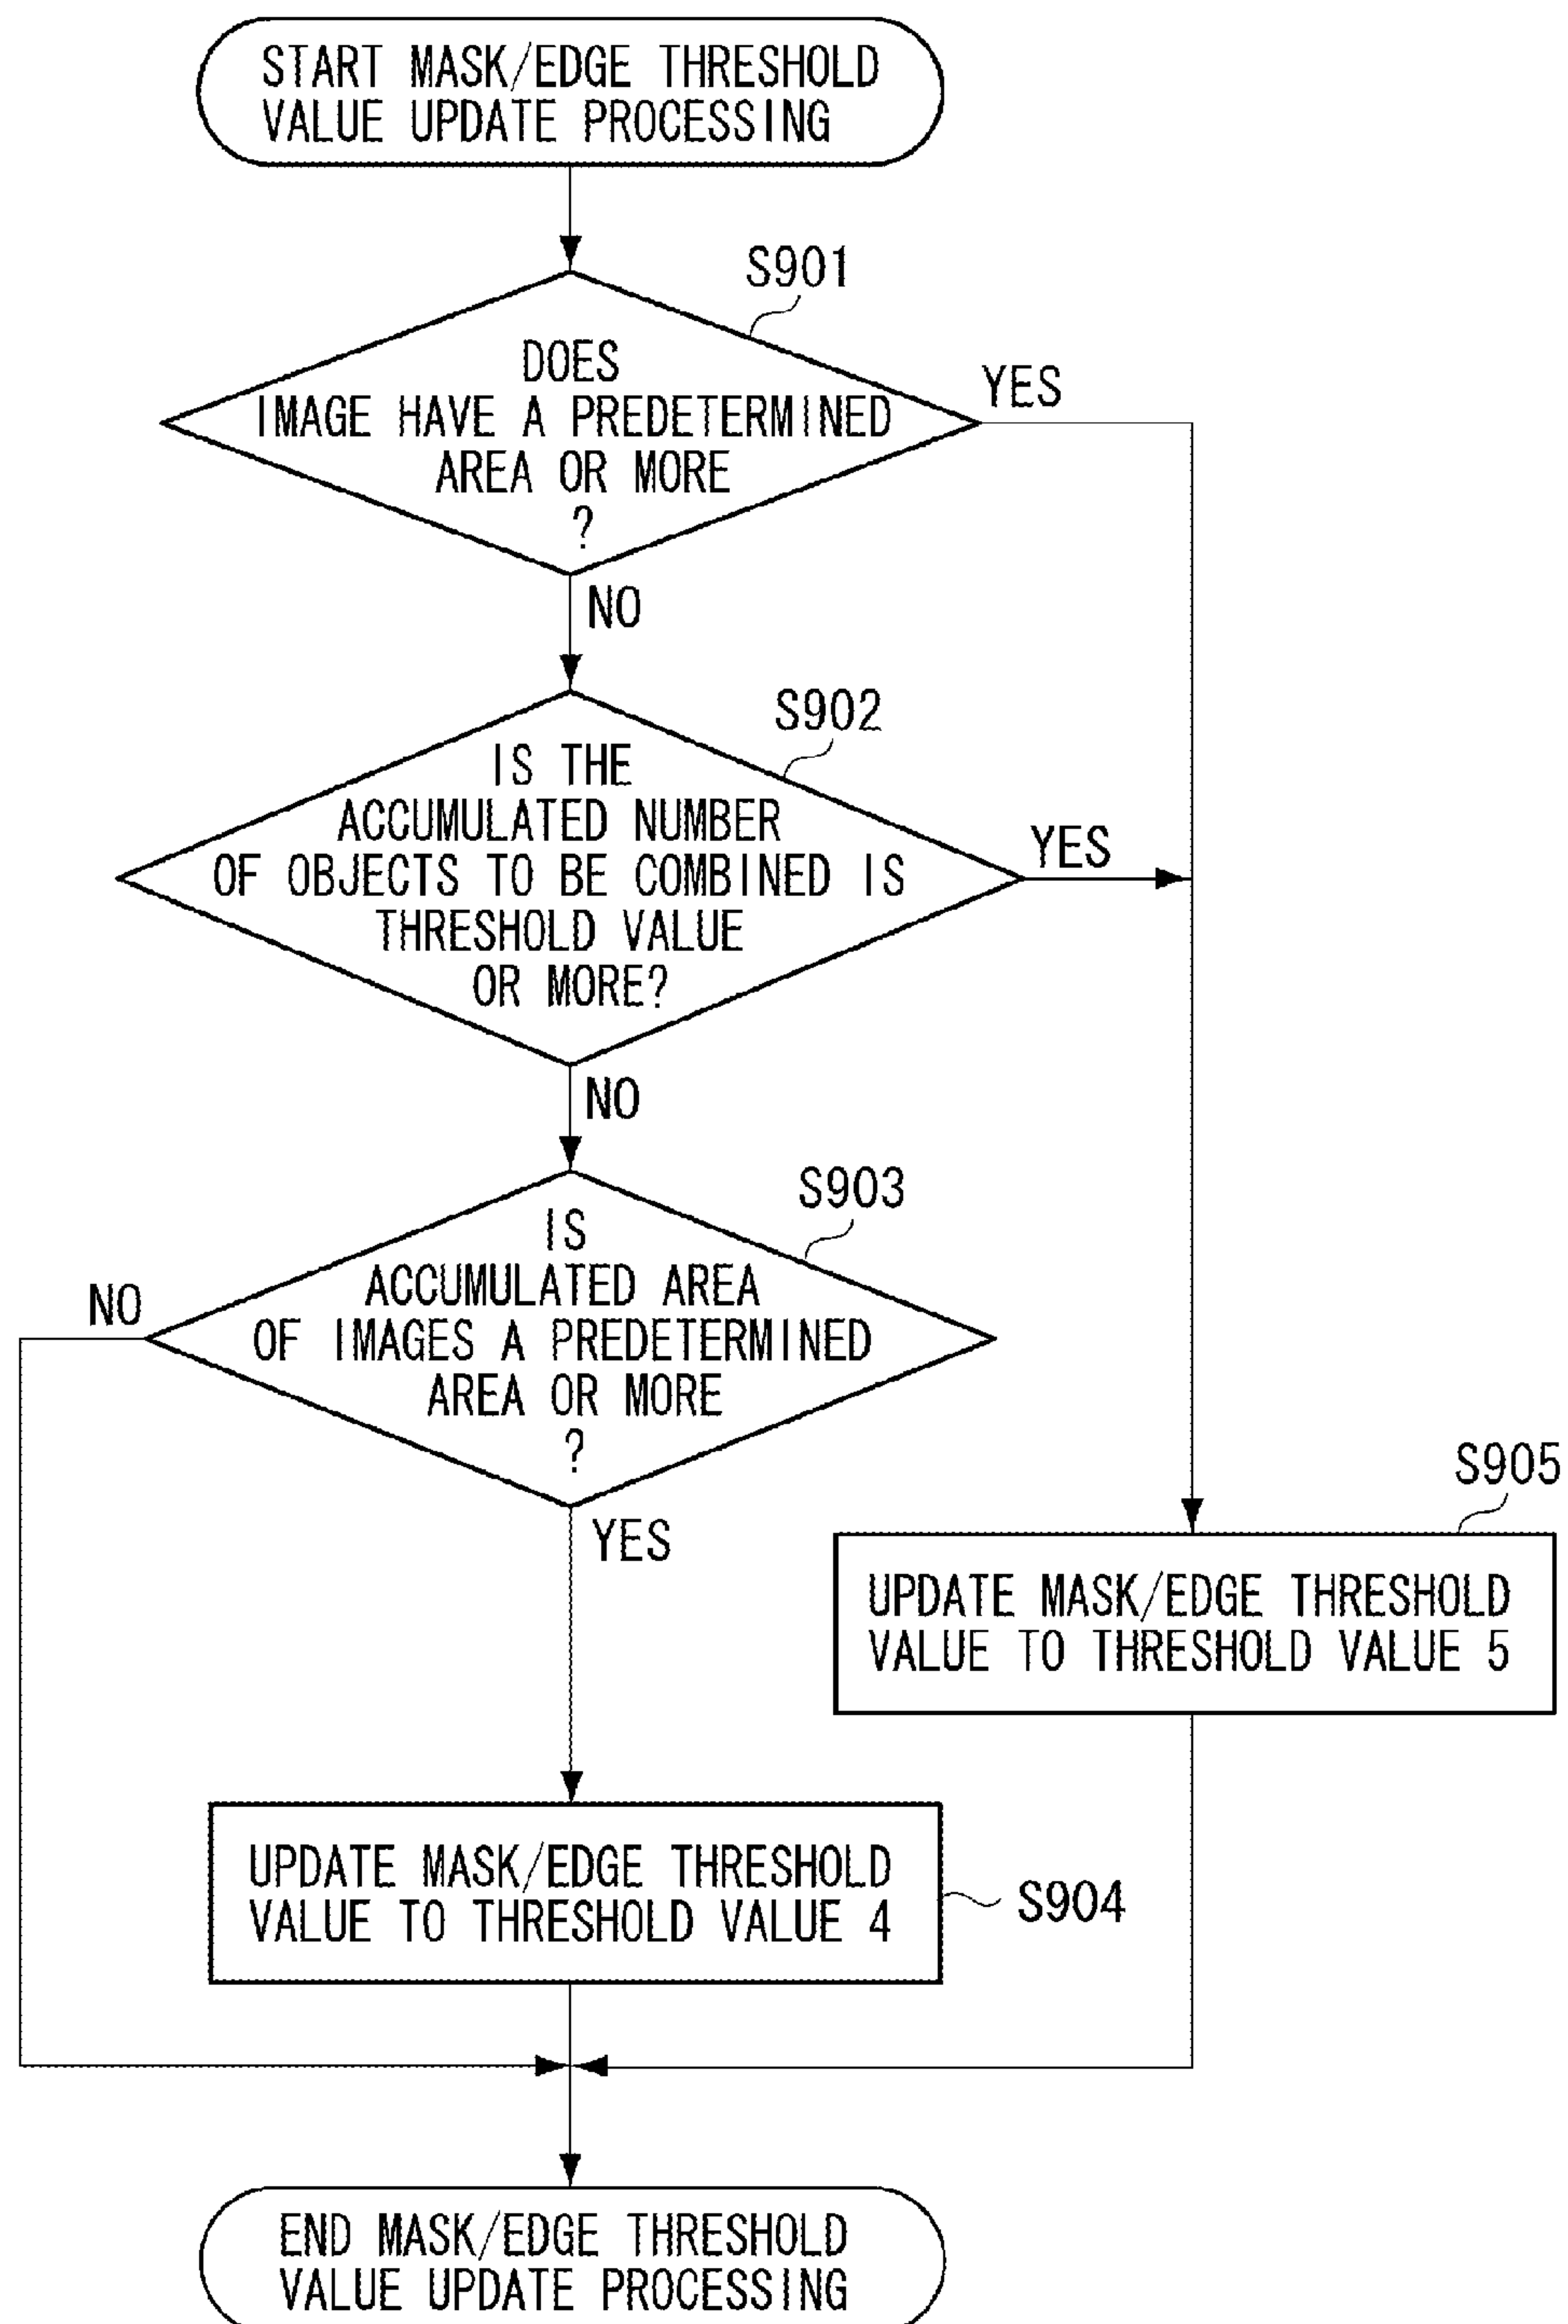 START MASK/EDGE THRESHOLD
VALUE UPDATE PROCESSING
S901
DOES
IMAGE HAVE A PREDETERMINED
AREA OR MORE
?
YES
NO
S902
IS THE
ACCUMULATED NUMBER
OF OBJECTS TO BE COMBINED IS
THRESHOLD VALUE
OR MORE?
YES
NO
S903
IS
ACCUMULATED AREA
OF IMAGES A PREDETERMINED
AREA OR MORE
?
NO
YES
S905
UPDATE MASK/EDGE THRESHOLD
VALUE TO THRESHOLD VALUE 5
UPDATE MASK/EDGE THRESHOLD
VALUE TO THRESHOLD VALUE 4
S904
END MASK/EDGE THRESHOLD
VALUE UPDATE PROCESSING